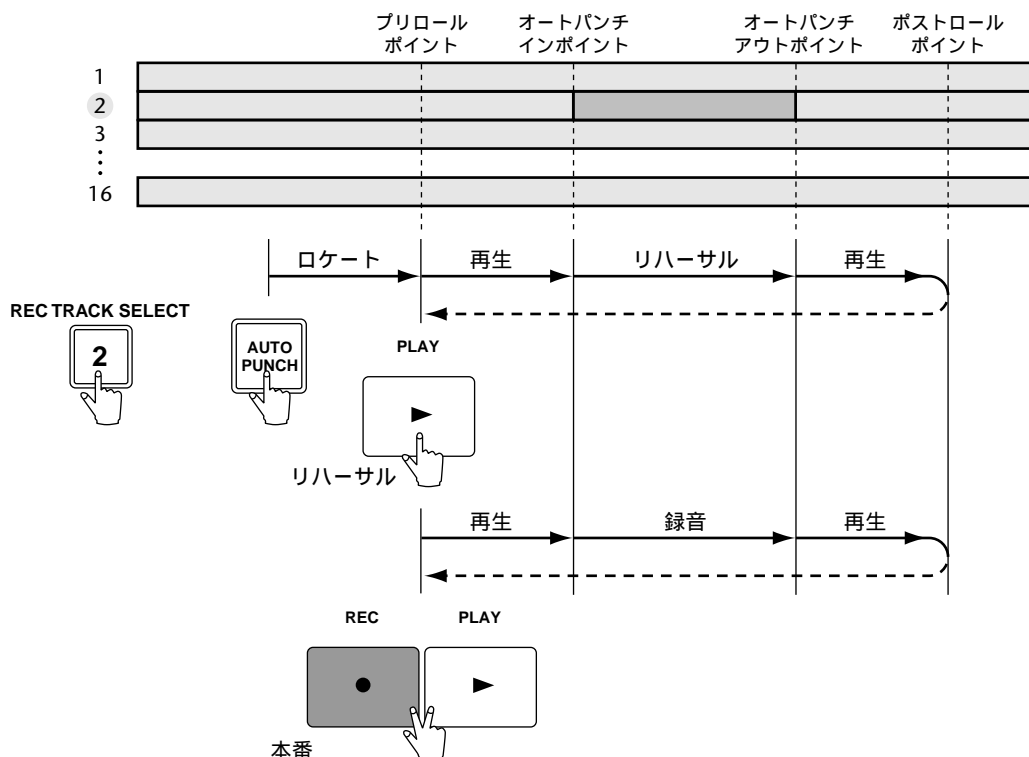 プリロール
ポイント
オートパンチ
インポイント
オートパンチ
アウトポイント
ポストロール
ポイント
1
2
3
16
ロケート
再生
リハーサル
再生
REC TRACK SELECT
2
AUTO
PUNCH
PLAY
リハーサル
再生
録音
再生
REC
PLAY
本番